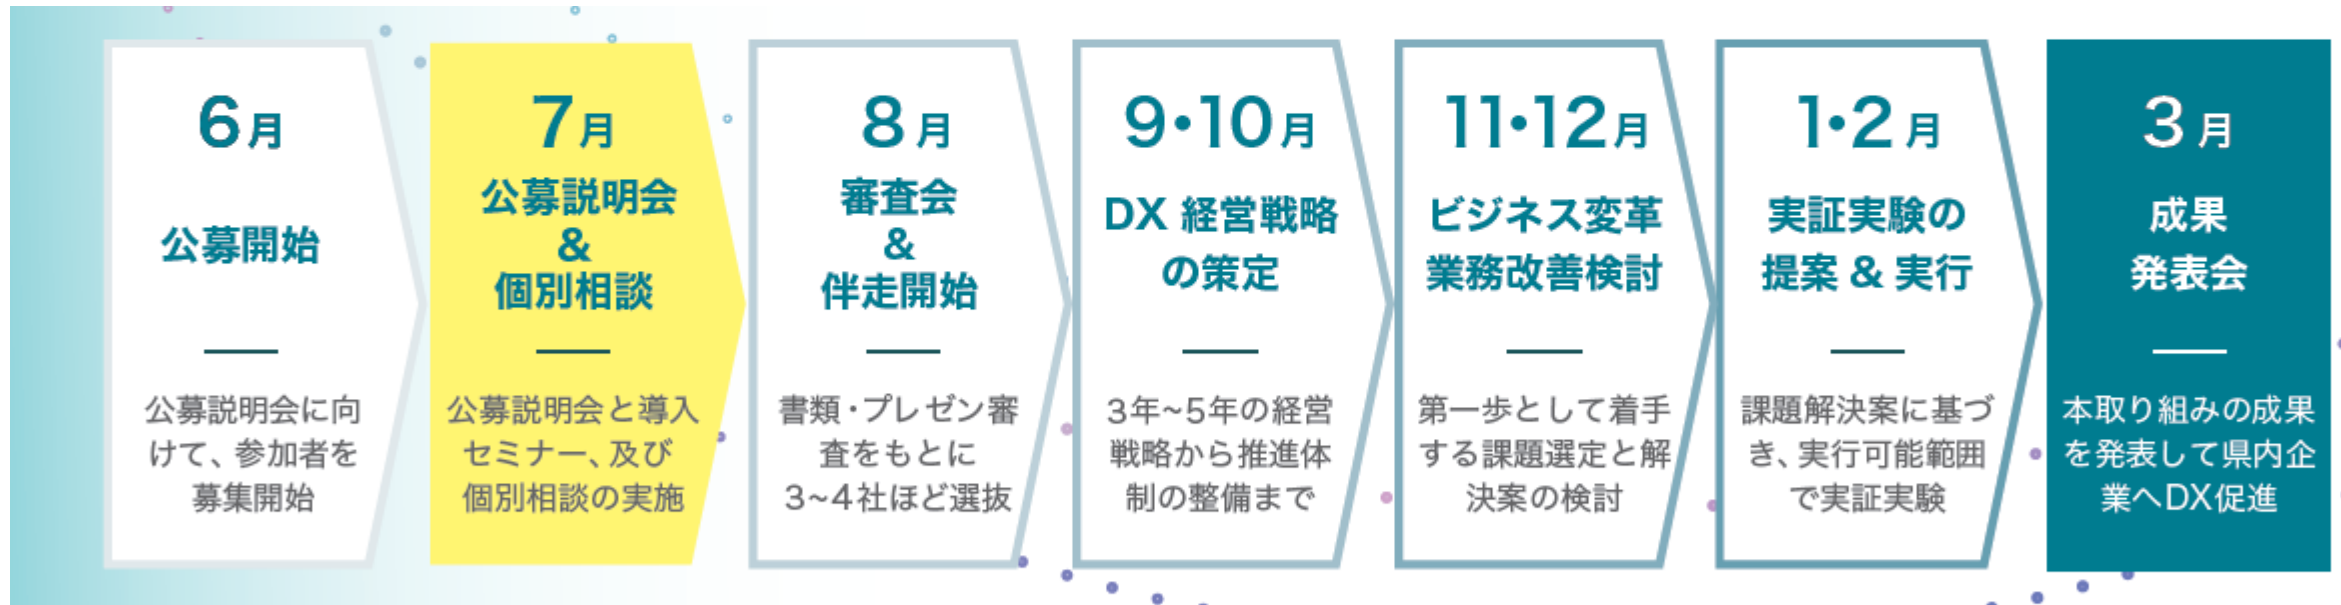 6月
公募開始
公募説明会に向
けて、参加者を
募集開始
7月
公募説明会
&
個別相談
公募説明会と導入
セミナー、及び
個別相談の実施
8月
審査会
&
伴走開始
書類・プレゼン審
査をもとに
3~4社ほど選抜
9・10月
DX 経営戦略
の策定
3年~5年の経営
戦略から推進体
制の整備まで
11・12月
ビジネス変革
業務改善検討
第一歩として着手
する課題選定と解
決案の検討
1・2月
実証実験の
提案 & 実行
課題解決案に基づ
き、実行可能範囲
で実証実験
3月
成果
発表会
本取り組みの成果
を発表して県内企
業へDX促進